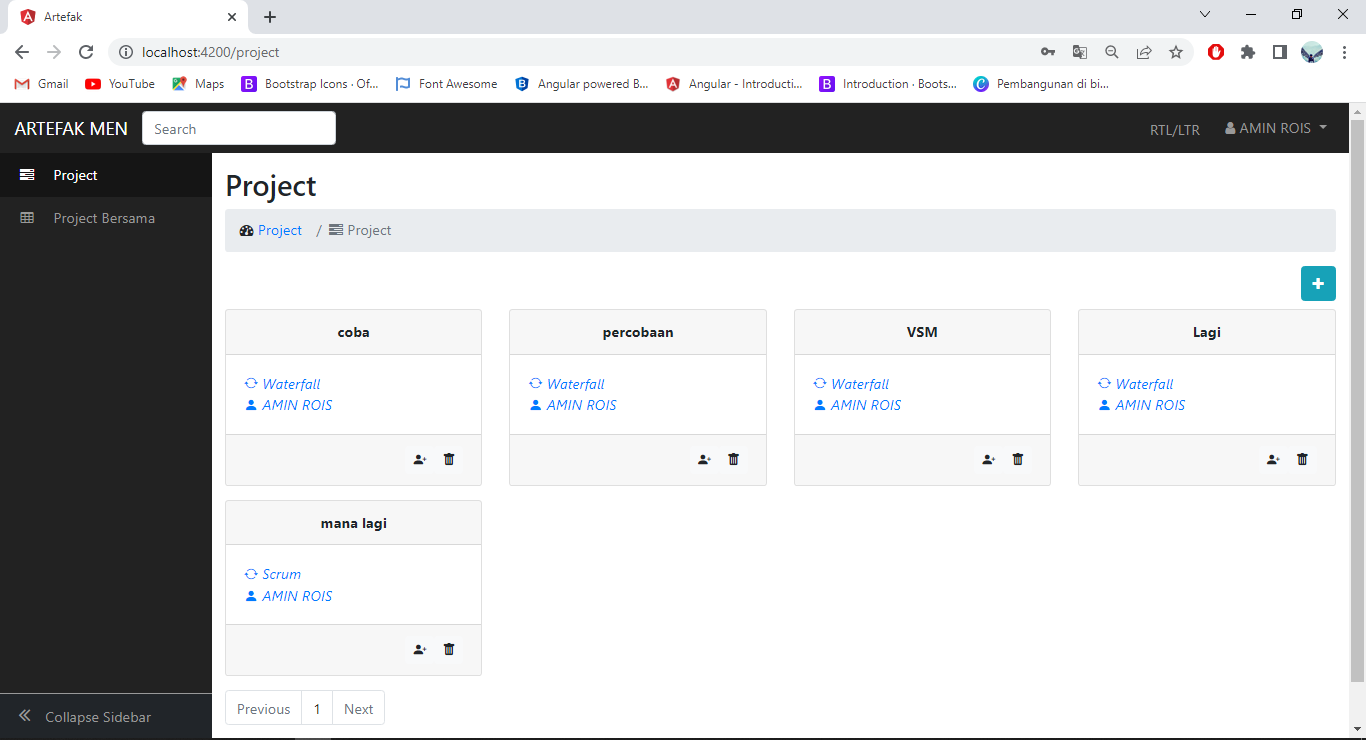 Artefak
localhost:4200/project
Gmail YouTube Maps Bootstrap Icons · Of... Font Awesome Angular powered B... Angular - Introducti... Introduction · Boots... Pembangunan di bi...
ARTEFAK MEN Search RTL/LTR AMIN ROIS
Project
Project Bersama
Collapse Sidebar
Project
Project / Project
+
coba
Waterfall
AMIN ROIS
percobaan
Waterfall
AMIN ROIS
VSM
Waterfall
AMIN ROIS
Lagi
Waterfall
AMIN ROIS
mana lagi
Scrum
AMIN ROIS
Previous 1 Next